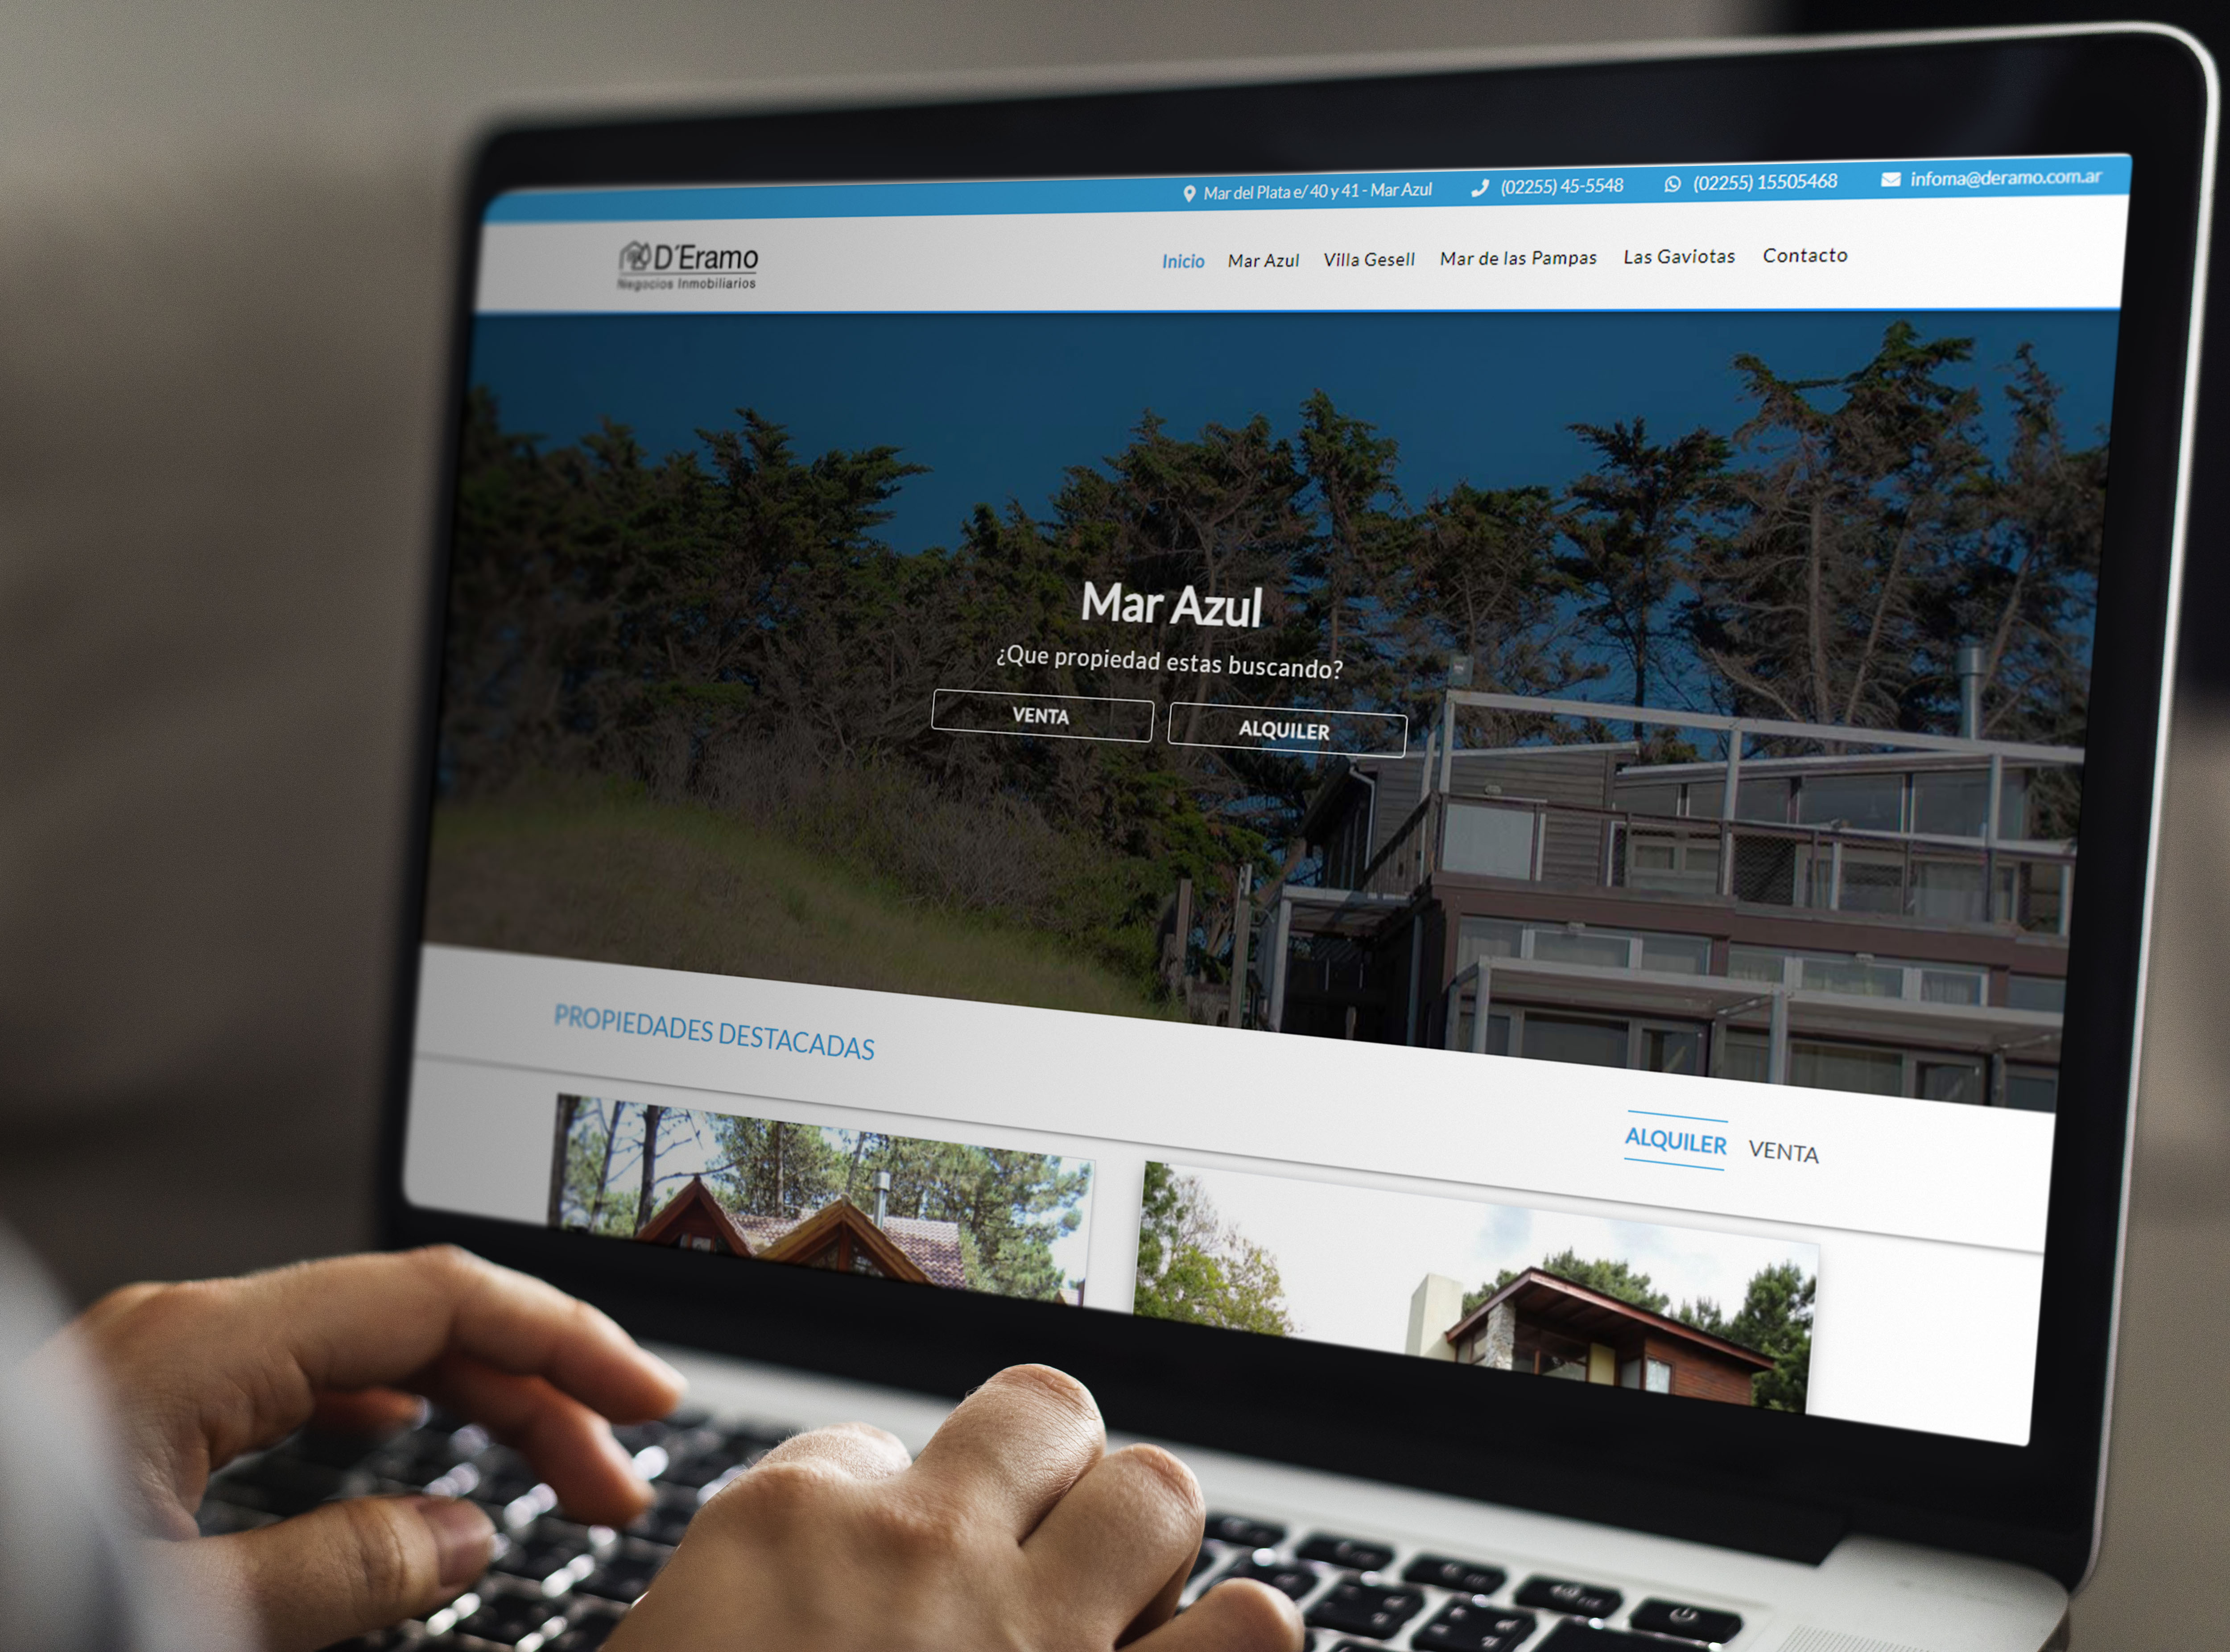 Mar del Plata e/ 40 y 41 - Mar Azul (02255) 45-5548 (02255) 15505468 infoma@deramo.com.ar
D´Eramo
Negocios Inmobiliarios
Inicio Mar Azul Villa Gesell Mar de las Pampas Las Gaviotas Contacto
Mar Azul
¿Que propiedad estas buscando?
VENTA ALQUILER
PROPIEDADES DESTACADAS
ALQUILER VENTA